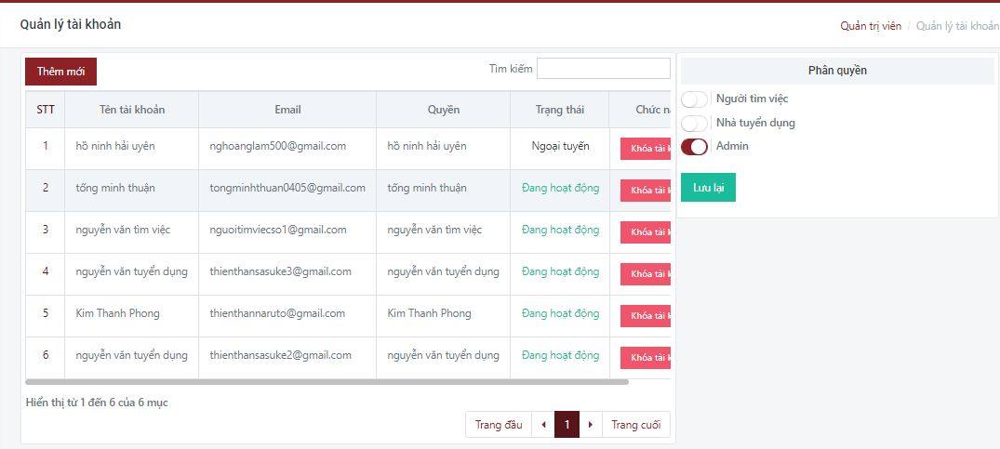 Quản lý tài khoản
Quản trị viên / Quản lý tài khoản
Thêm mới
Tìm kiếm
STT Tên tài khoản Email Quyền Trạng thái Chức n
1 hồ ninh hải uyên nghoanglam500@gmail.com hồ ninh hải uyên Ngoại tuyến Khóa tài k
2 tống minh thuận tongminhthuan0405@gmail.com tống minh thuận Đang hoạt động Khóa tài k
3 nguyễn văn tìm việc nguoitimviecso1@gmail.com nguyễn văn tìm việc Đang hoạt động Khóa tài k
4 nguyễn văn tuyển dụng thienthansasuke3@gmail.com nguyễn văn tuyển dụng Đang hoạt động Khóa tài k
5 Kim Thanh Phong thienthannaruto@gmail.com Kim Thanh Phong Đang hoạt động Khóa tài k
6 nguyễn văn tuyển dụng thienthansasuke2@gmail.com nguyễn văn tuyển dụng Đang hoạt động Khóa tài k
Hiển thị từ 1 đến 6 của 6 mục
Trang đầu 1 Trang cuối
Phân quyền
Người tìm việc
Nhà tuyển dụng
Admin
Lưu lại